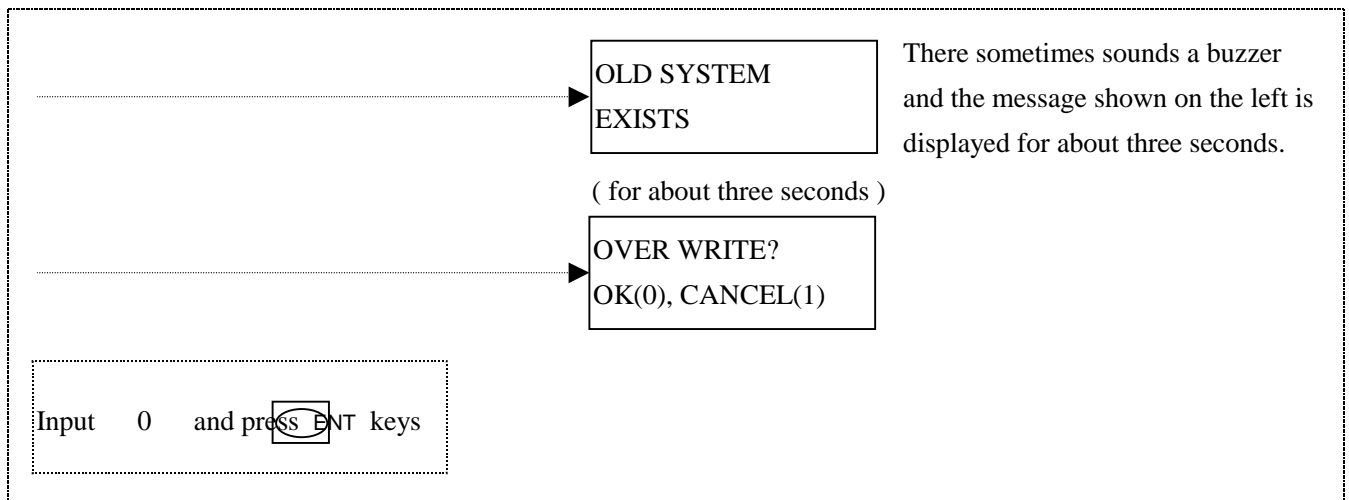 OLD SYSTEM
EXISTS
There sometimes sounds a buzzer
and the message shown on the left is
displayed for about three seconds.
( for about three seconds )
OVER WRITE?
OK(0), CANCEL(1)
Input 0 and press ENT keys